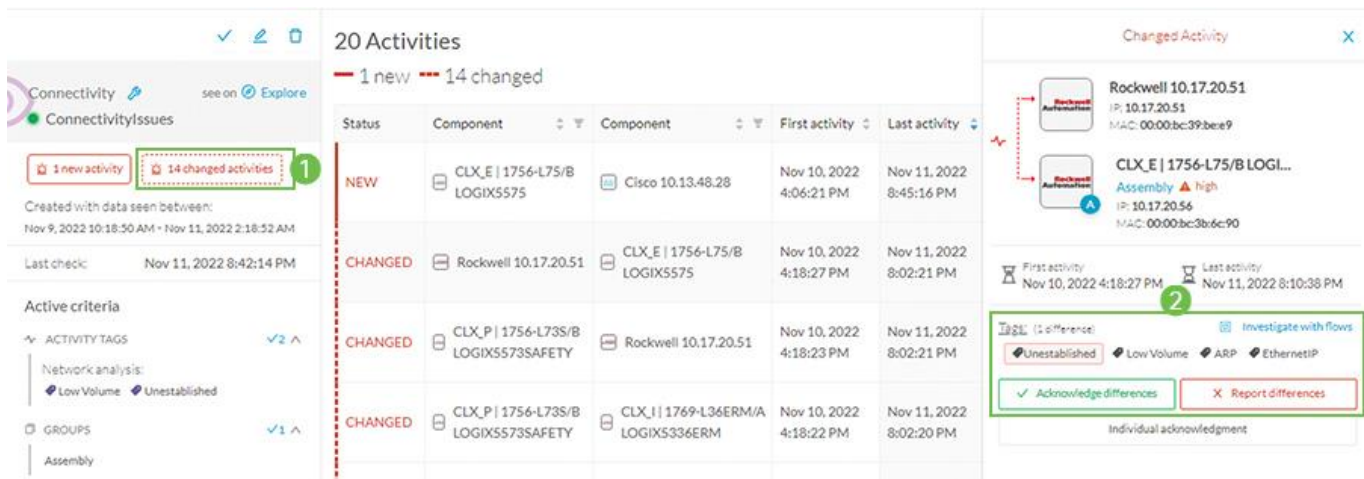 Connectivity see on Explore
ConnectivityIssues
1 new activity 14 changed activities 1
Created with data seen between:
Nov 9, 2022 10:18:50 AM - Nov 11, 2022 2:18:52 AM
Last check: Nov 11, 2022 8:42:14 PM
Active criteria
ACTIVITY TAGS 2
Network analysis:
Low Volume Unestablished
GROUPS 1
Assembly
20 Activities
1 new 14 changed
Status Component Component First activity Last activity
NEW CLX_E | 1756-L75/B LOGIX5575 Cisco 10.13.48.28 Nov 10, 2022 4:06:21 PM Nov 11, 2022 8:45:16 PM
CHANGED Rockwell 10.17.20.51 CLX_E | 1756-L75/B LOGIX5575 Nov 10, 2022 4:18:27 PM Nov 11, 2022 8:02:21 PM
CHANGED CLX_P | 1756-L73S/B LOGIX5573SAFETY Rockwell 10.17.20.51 Nov 10, 2022 4:18:23 PM Nov 11, 2022 8:02:21 PM
CHANGED CLX_P | 1756-L73S/B LOGIX5573SAFETY CLX_I | 1769-L36ERM/A LOGIX5336ERM Nov 10, 2022 4:18:22 PM Nov 11, 2022 8:02:20 PM
Changed Activity
Rockwell Automation
Rockwell 10.17.20.51
IP: 10.17.20.51
MAC: 00:00:bc:39:be:e9
Rockwell Automation
A
CLX_E | 1756-L75/B LOGI...
Assembly high
IP: 10.17.20.56
MAC: 00:00:bc:3b:6c:90
First activity Last activity
Nov 10, 2022 4:18:27 PM Nov 11, 2022 8:10:38 PM
2
Tags: (1 difference) Investigate with flows
Unestablished Low Volume ARP EthernetIP
Acknowledge differences Report differences
Individual acknowledgment